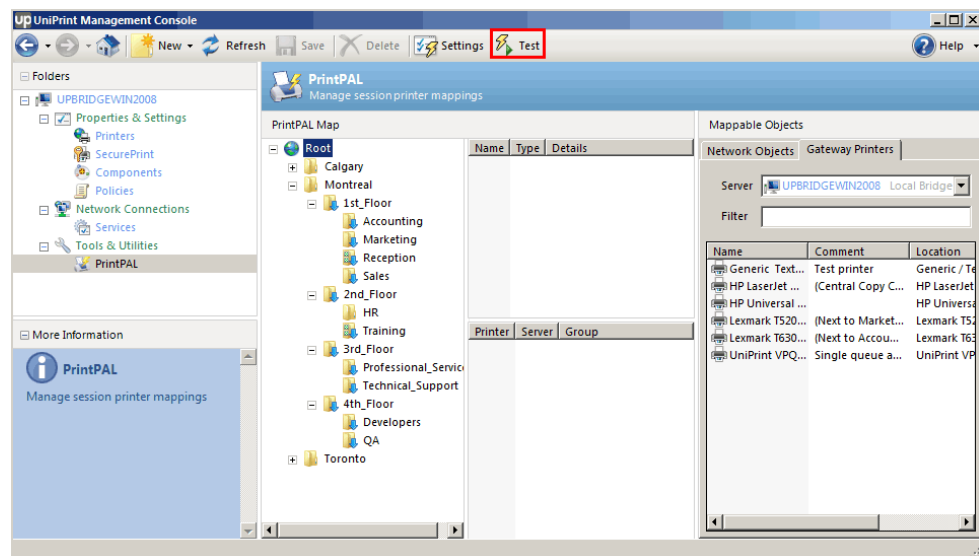 UniPrint Management Console
New
Refresh
Save
Delete
Settings
Test
Help
Folders
UPBRIDGEWIN2008
Properties & Settings
Printers
SecurePrint
Components
Policies
Network Connections
Services
Tools & Utilities
PrintPAL
More Information
PrintPAL
Manage session printer mappings
PrintPAL
Manage session printer mappings
PrintPAL Map
Root
Calgary
Montreal
1st_Floor
Accounting
Marketing
Reception
Sales
2nd_Floor
HR
Training
3rd_Floor
Professional_Servic
Technical_Support
4th_Floor
Developers
QA
Toronto
Name Type Details
Printer Server Group
Mappable Objects
Network Objects Gateway Printers
Server UPBRIDGEWIN2008 Local Bridge
Filter
Name Comment Location
Generic Text... Test printer Generic / Te
HP LaserJet ... (Central Copy C... HP LaserJet
HP Universal ... HP Universa
Lexmark T520... (Next to Market... Lexmark T52
Lexmark T630... (Next to Accou... Lexmark T63
UniPrint VPQ... Single queue a... UniPrint VP